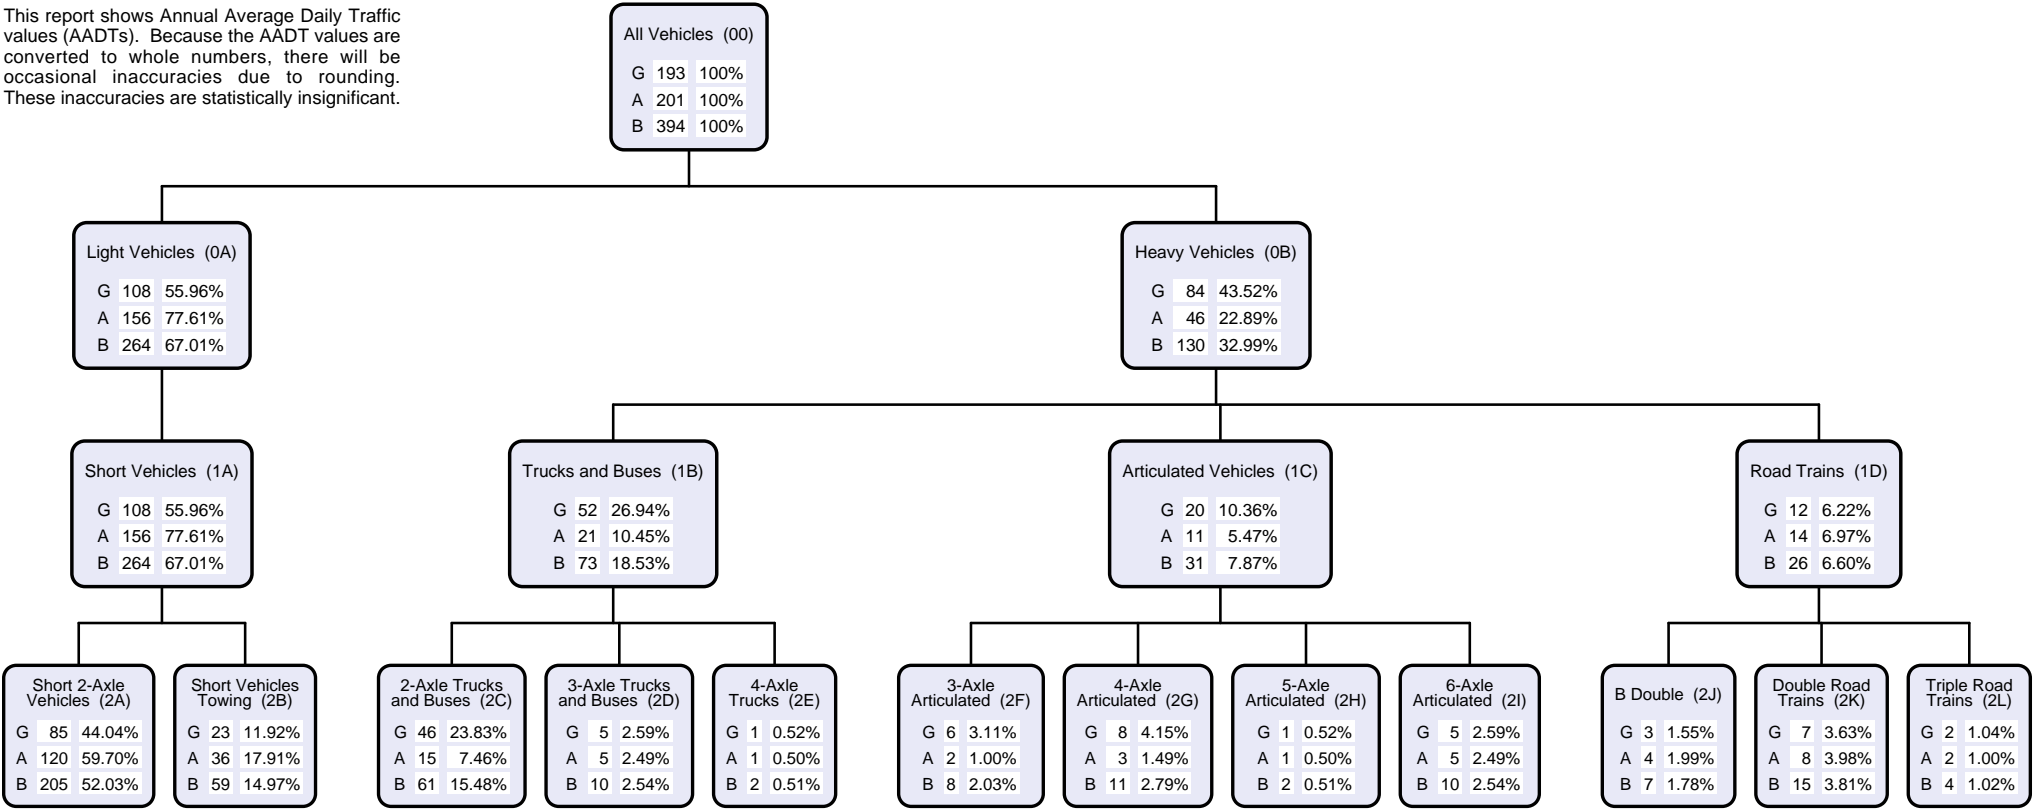 This report shows Annual Average Daily Traffic
values (AADTs). Because the AADT values are
converted to whole numbers, there will be
occasional inaccuracies due to rounding.
These inaccuracies are statistically insignificant.
All Vehicles (00)
G 193 100%
A 201 100%
B 394 100%
Light Vehicles (0A)
G 108 55.96%
A 156 77.61%
B 264 67.01%
Heavy Vehicles (0B)
G 84 43.52%
A 46 22.89%
B 130 32.99%
Short Vehicles (1A)
G 108 55.96%
A 156 77.61%
B 264 67.01%
Trucks and Buses (1B)
G 52 26.94%
A 21 10.45%
B 73 18.53%
Articulated Vehicles (1C)
G 20 10.36%
A 11 5.47%
B 31 7.87%
Road Trains (1D)
G 12 6.22%
A 14 6.97%
B 26 6.60%
Short 2-Axle
Vehicles (2A)
G 85 44.04%
A 120 59.70%
B 205 52.03%
Short Vehicles
Towing (2B)
G 23 11.92%
A 36 17.91%
B 59 14.97%
2-Axle Trucks
and Buses (2C)
G 46 23.83%
A 15 7.46%
B 61 15.48%
3-Axle Trucks
and Buses (2D)
G 5 2.59%
A 5 2.49%
B 10 2.54%
4-Axle
Trucks (2E)
G 1 0.52%
A 1 0.50%
B 2 0.51%
3-Axle
Articulated (2F)
G 6 3.11%
A 2 1.00%
B 8 2.03%
4-Axle
Articulated (2G)
G 8 4.15%
A 3 1.49%
B 11 2.79%
5-Axle
Articulated (2H)
G 1 0.52%
A 1 0.50%
B 2 0.51%
6-Axle
Articulated (2I)
G 5 2.59%
A 5 2.49%
B 10 2.54%
B Double (2J)
G 3 1.55%
A 4 1.99%
B 7 1.78%
Double Road
Trains (2K)
G 7 3.63%
A 8 3.98%
B 15 3.81%
Triple Road
Trains (2L)
G 2 1.04%
A 2 1.00%
B 4 1.02%